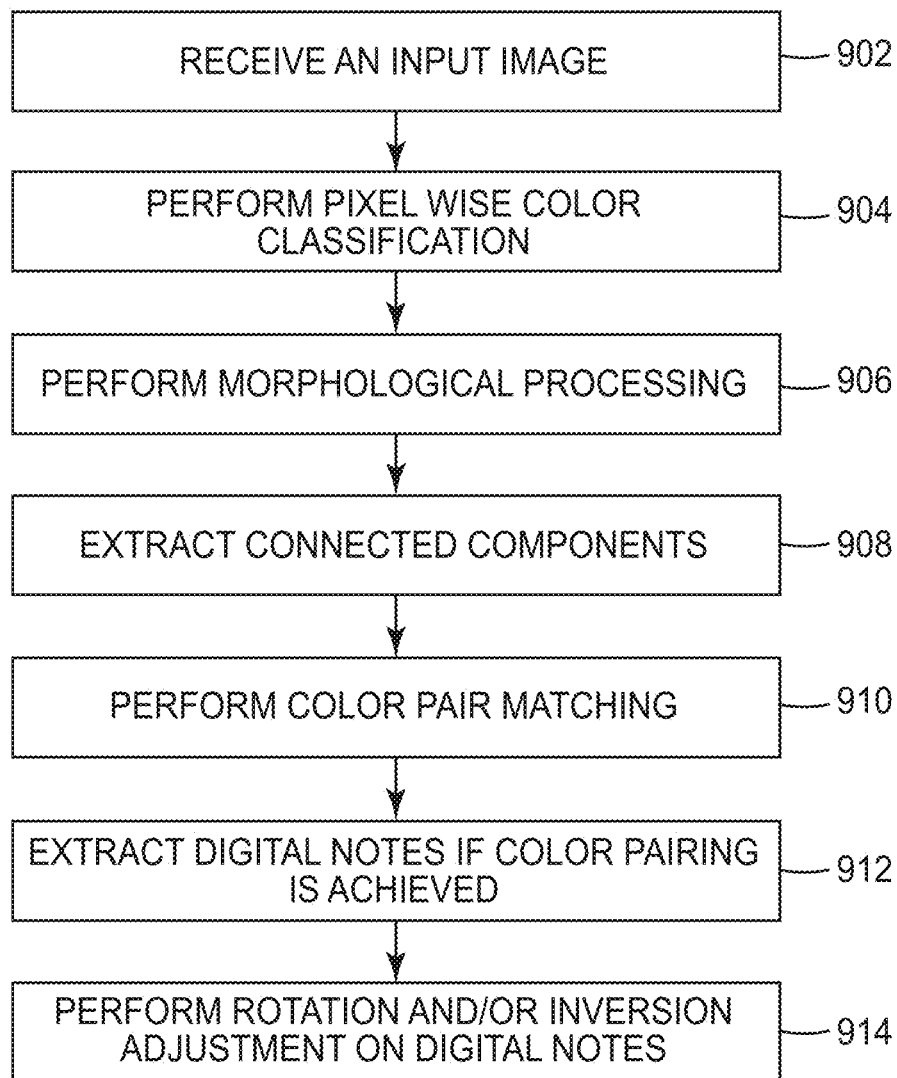 RECEIVE AN INPUT IMAGE
902
PERFORM PIXEL WISE COLOR
CLASSIFICATION
904
PERFORM MORPHOLOGICAL PROCESSING
906
EXTRACT CONNECTED COMPONENTS
908
PERFORM COLOR PAIR MATCHING
910
EXTRACT DIGITAL NOTES IF COLOR PAIRING
IS ACHIEVED
912
PERFORM ROTATION AND/OR INVERSION
ADJUSTMENT ON DIGITAL NOTES
914